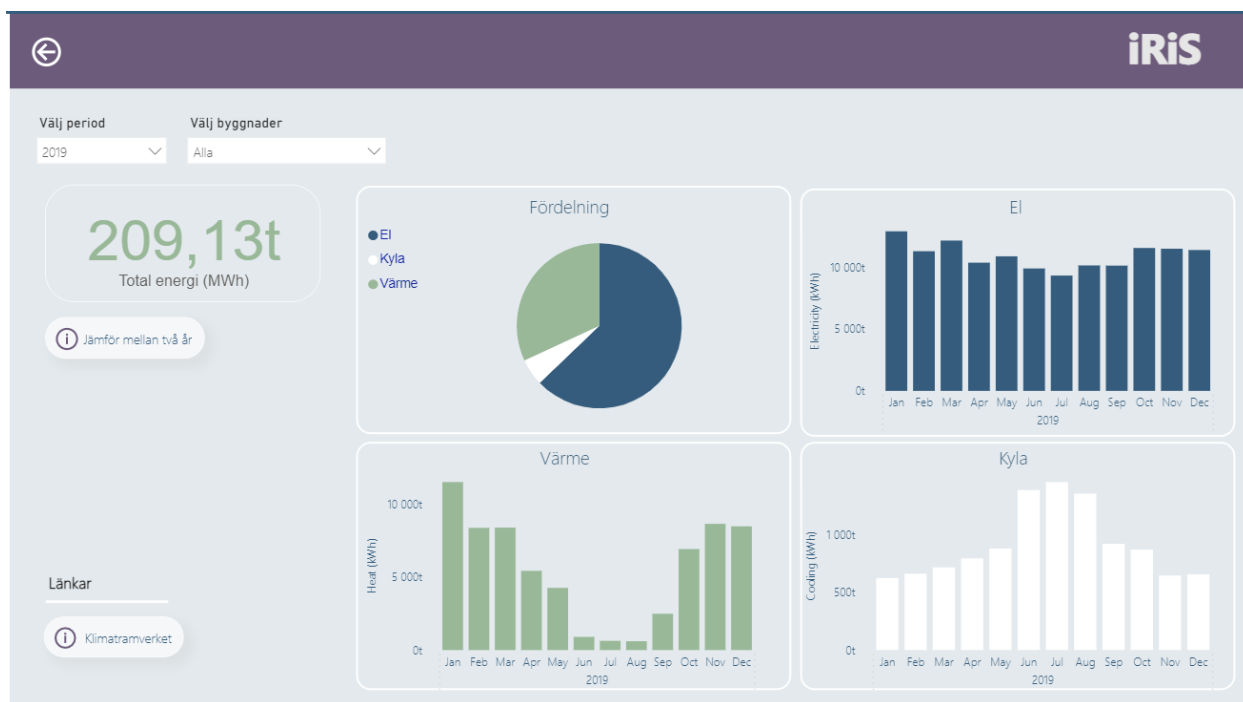 iRiS
Välj period
Välj byggnader
2019
Alla
209,13t
Total energi (MWh)
Jämför mellan två år
Länkar
Klimatramverket
Fördelning
El
Kyla
Värme
El
Electricity (kWh)
10 000t
5 000t
0t
Jan Feb Mar Apr May Jun Jul Aug Sep Oct Nov Dec
2019
Värme
Heat (kWh)
10 000t
5 000t
0t
Jan Feb Mar Apr May Jun Jul Aug Sep Oct Nov Dec
2019
Kyla
Cooling (kWh)
1 000t
500t
0t
Jan Feb Mar Apr May Jun Jul Aug Sep Oct Nov Dec
2019